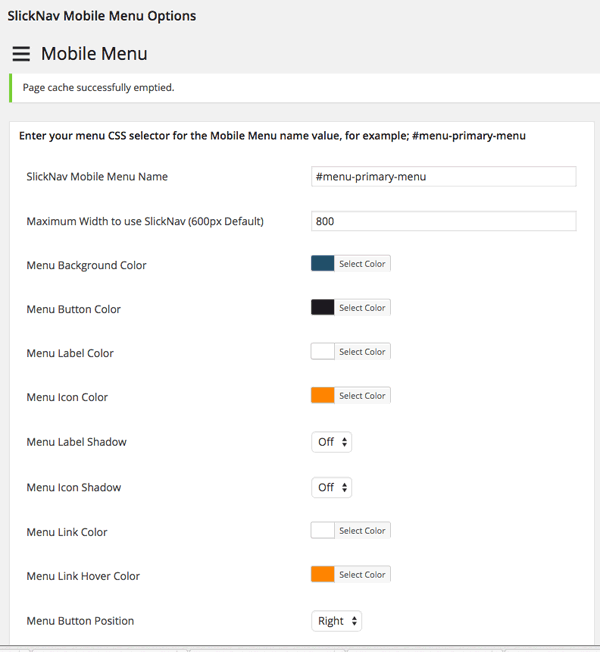 SlickNav Mobile Menu Options
Mobile Menu
Page cache successfully emptied.
Enter your menu CSS selector for the Mobile Menu name value, for example; #menu-primary-menu
SlickNav Mobile Menu Name #menu-primary-menu
Maximum Width to use SlickNav (600px Default) 800
Menu Background Color Select Color
Menu Button Color Select Color
Menu Label Color Select Color
Menu Icon Color Select Color
Menu Label Shadow Off
Menu Icon Shadow Off
Menu Link Color Select Color
Menu Link Hover Color Select Color
Menu Button Position Right